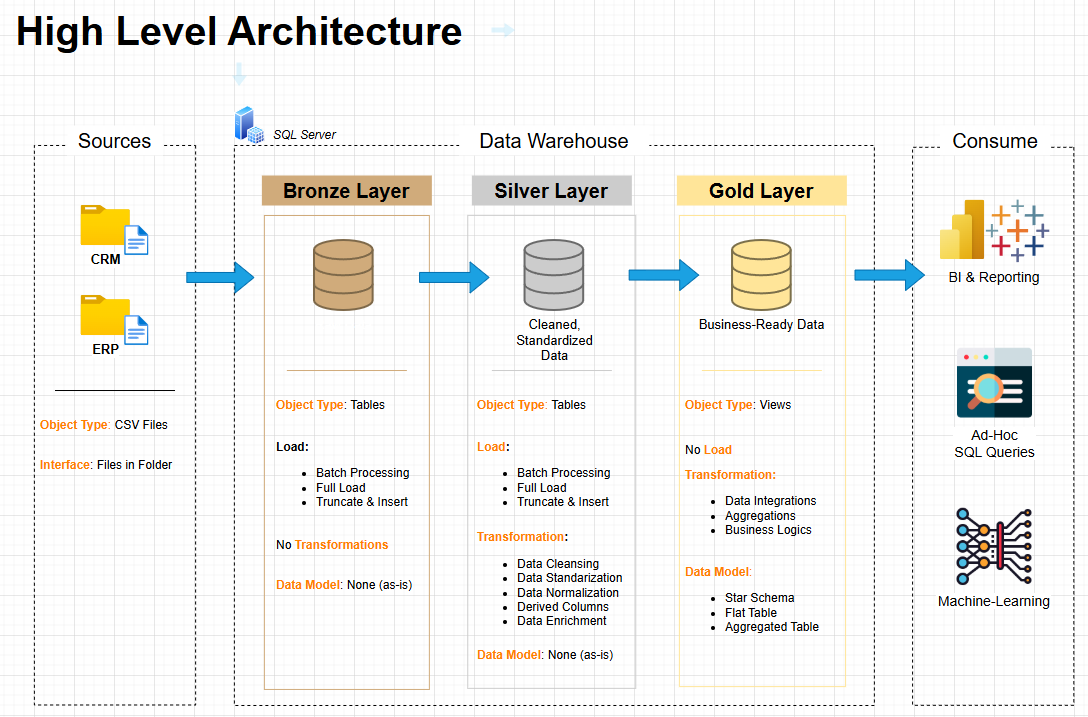 High Level Architecture
SQL Server
Sources
Data Warehouse
Consume
CRM
ERP
Object Type: CSV Files
Interface: Files in Folder
Bronze Layer
Object Type: Tables
Load:
Batch Processing
Full Load
Truncate & Insert
No Transformations
Data Model: None (as-is)
Silver Layer
Cleaned,
Standardized
Data
Object Type: Tables
Load:
Batch Processing
Full Load
Truncate & Insert
Transformation:
Data Cleansing
Data Standarization
Data Normalization
Derived Columns
Data Enrichment
Data Model: None (as-is)
Gold Layer
Business-Ready Data
Object Type: Views
No Load
Transformation:
Data Integrations
Aggregations
Business Logics
Data Model:
Star Schema
Flat Table
Aggregated Table
BI & Reporting
Ad-Hoc
SQL Queries
Machine-Learning